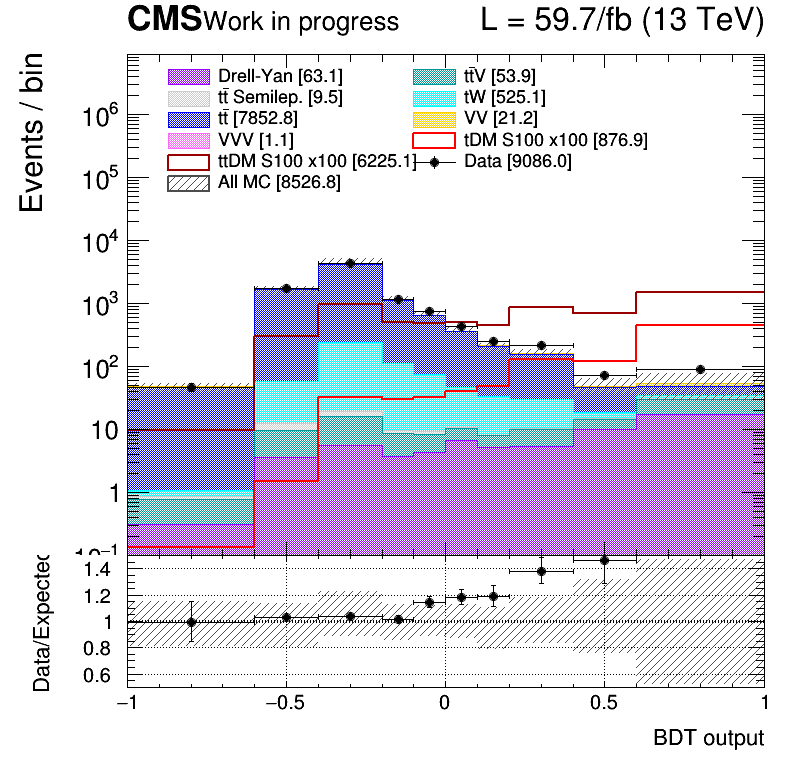 CMS Work in progress L = 59.7/fb (13 TeV)
Events / bin
Drell-Yan [63.1] tt̄V [53.9]
tt̄ Semilep. [9.5] tW [525.1]
tt̄ [7852.8] VV [21.2]
VVV [1.1] tDM S100 x100 [876.9]
ttDM S100 x100 [6225.1] Data [9086.0]
All MC [8526.8]
10⁶
10⁵
10⁴
10³
10²
10
1
10⁻¹
Data/Expected
1.4
1.2
1
0.8
0.6
−1 −0.5 0 0.5 1
BDT output